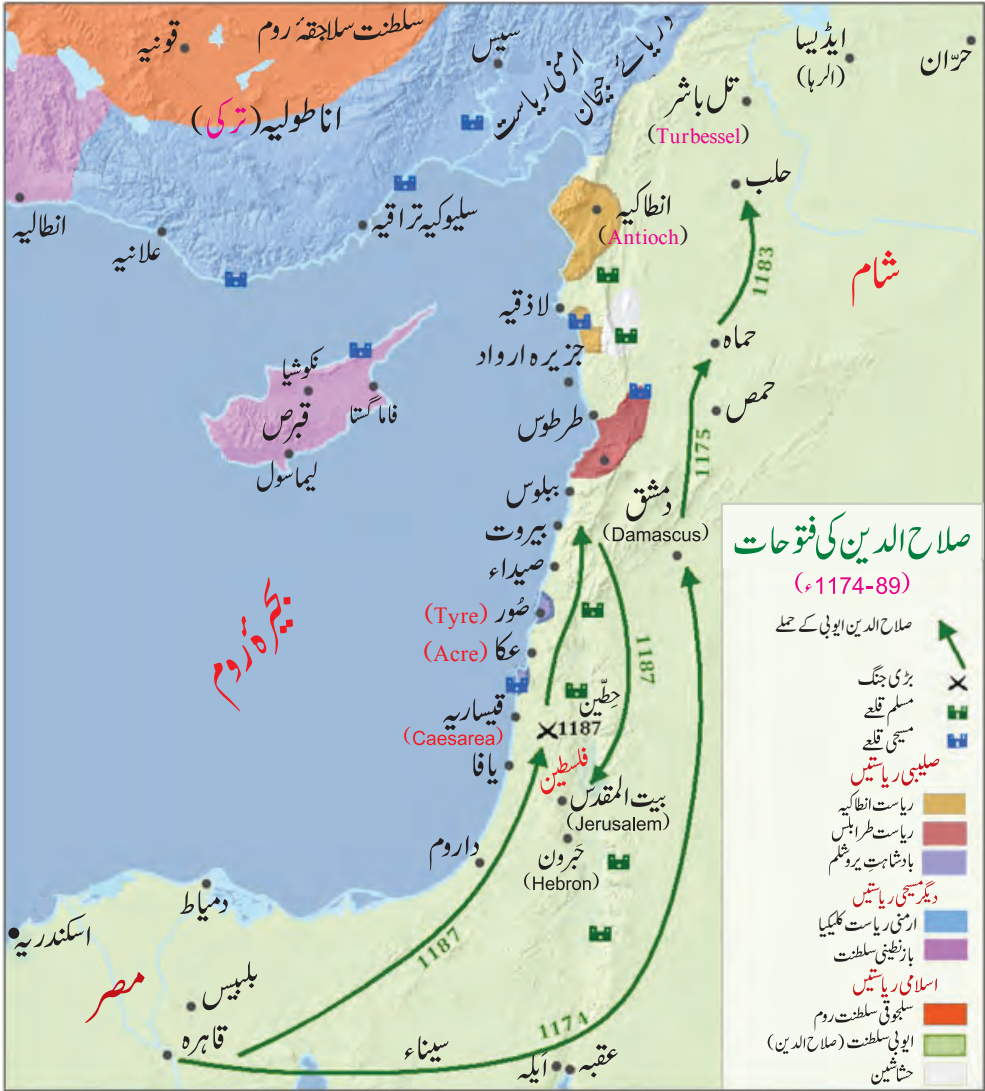 سلطنت سلاجقۂ روم
قونیہ
سیس
دریائے جیحان
ارمنی ریاست
اناطولیہ (ترکی)
ایڈیسا
(الرہا)
حرّان
تل باشر
(Turbessel)
حلب
انطاکیہ
(Antioch)
انطالیہ
علانیہ
سلیوکیہ تراقیہ
شام
1183
لاذقیہ
حماہ
جزیرہ ارواد
نکوشیا
فاماگستا
قبرص
لیماسول
طرطوس
حمص
1175
ببلوس
دمشق
(Damascus)
بیروت
صیداء
صُور (Tyre)
عکا (Acre)
1187
بحیرۂ روم
حِطّین
قیساریہ
(Caesarea)
1187
یافا
فلسطین
بیت المقدس
(Jerusalem)
داروم
حَبرون
(Hebron)
دمیاط
اسکندریہ
1187
مصر
بلبیس
قاہرہ
سیناء
1174
أیلہ
عقبہ
صلاح الدین کی فتوحات
(1174-89ء)
صلاح الدین ایوبی کے حملے
بڑی جنگ
مسلم قلعے
مسیحی قلعے
صلیبی ریاستیں
ریاست انطاکیہ
ریاست طرابلس
بادشاہتِ یروشلم
دیگر مسیحی ریاستیں
ارمنی ریاست کلیکیا
بازنطینی سلطنت
اسلامی ریاستیں
سلجوقی سلطنت روم
ایوبی سلطنت (صلاح الدین)
حشاشین